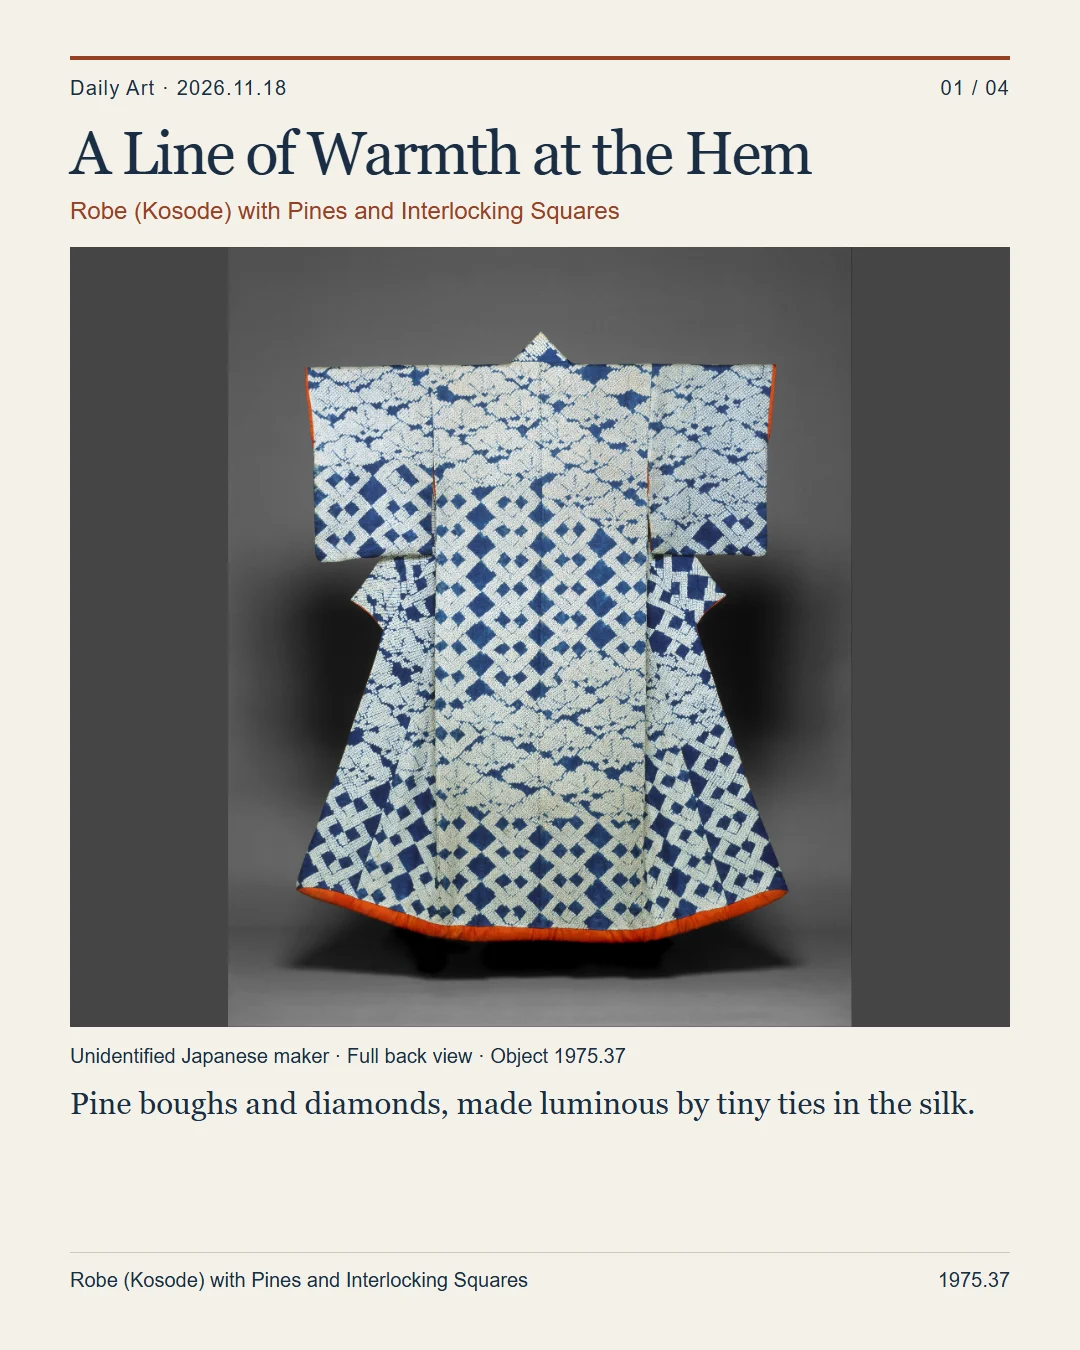 Daily Art · 2026.11.18
01 / 04
A Line of Warmth at the Hem
Robe (Kosode) with Pines and Interlocking Squares
Unidentified Japanese maker · Full back view · Object 1975.37
Pine boughs and diamonds, made luminous by tiny ties in the silk.
Robe (Kosode) with Pines and Interlocking Squares
1975.37